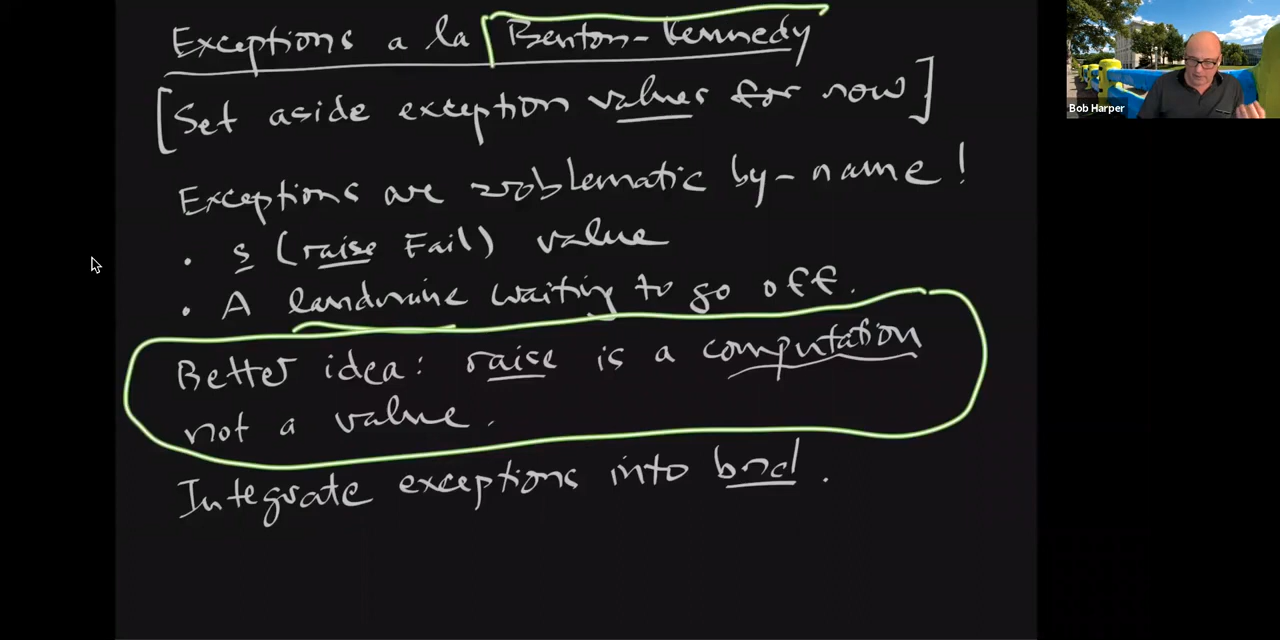 Exceptions a la Benton-Kennedy
[Set aside exception values for now]
Exceptions are problematic by-name!
• s (raise Fail) value
• A landmine waiting to go off.
Better idea: raise is a computation
not a value.
Integrate exceptions into bnd.
Bob Harper